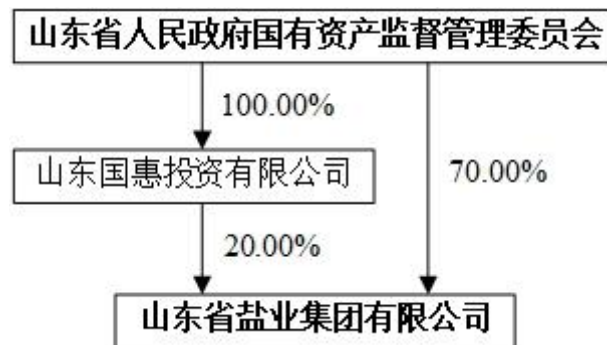 山东省人民政府国有资产监督管理委员会
100.00%
山东国惠投资有限公司
70.00%
20.00%
山东省盐业集团有限公司